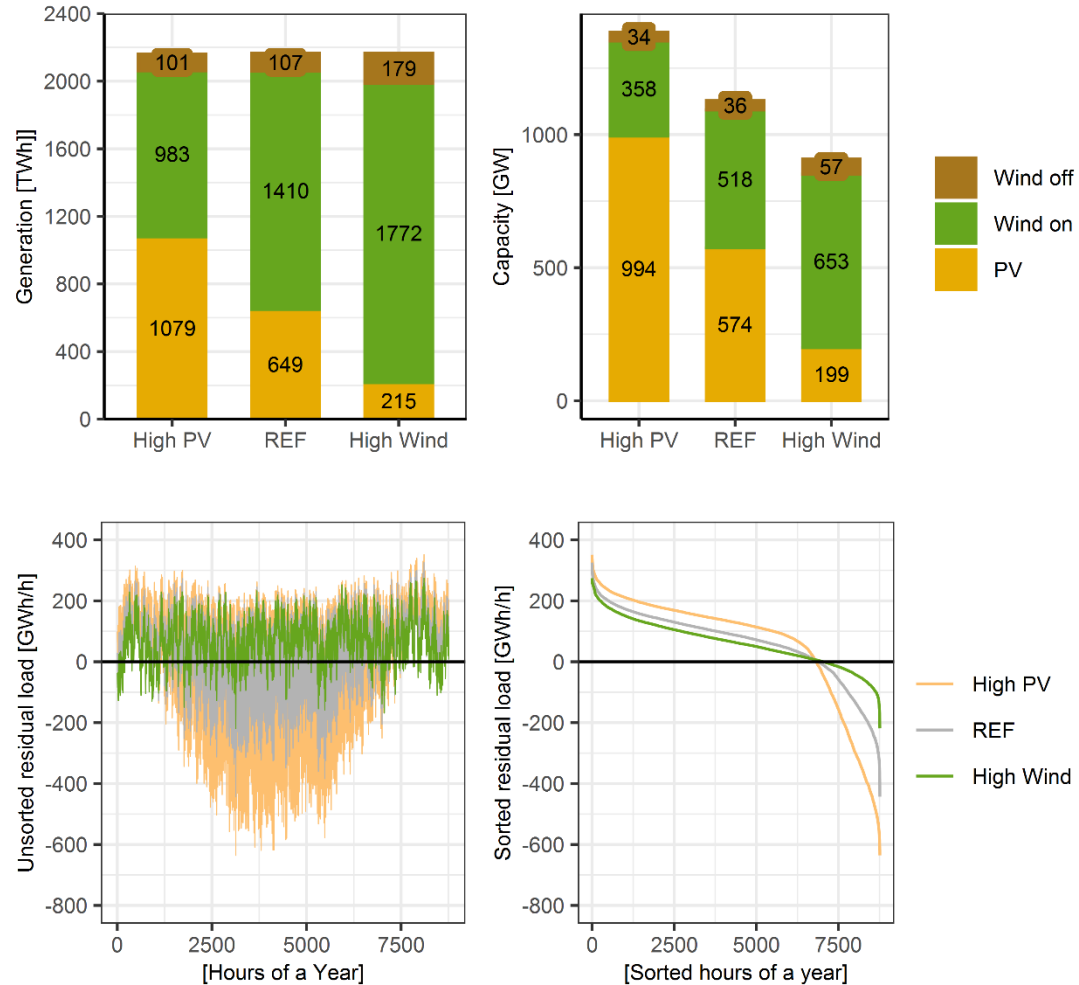 Generation [TWh]]
2400
2000
1600
1200
800
400
0
101
107
179
983
1410
1772
1079
649
215
High PV
REF
High Wind
Capacity [GW]
1000
500
0
34
358
994
36
518
574
57
653
199
High PV
REF
High Wind
Wind off
Wind on
PV
Unsorted residual load [GWh/h]
400
200
0
-200
-400
-600
-800
0
2500
5000
7500
[Hours of a Year]
Sorted residual load [GWh/h]
400
200
0
-200
-400
-600
-800
0
2500
5000
7500
[Sorted hours of a year]
High PV
REF
High Wind